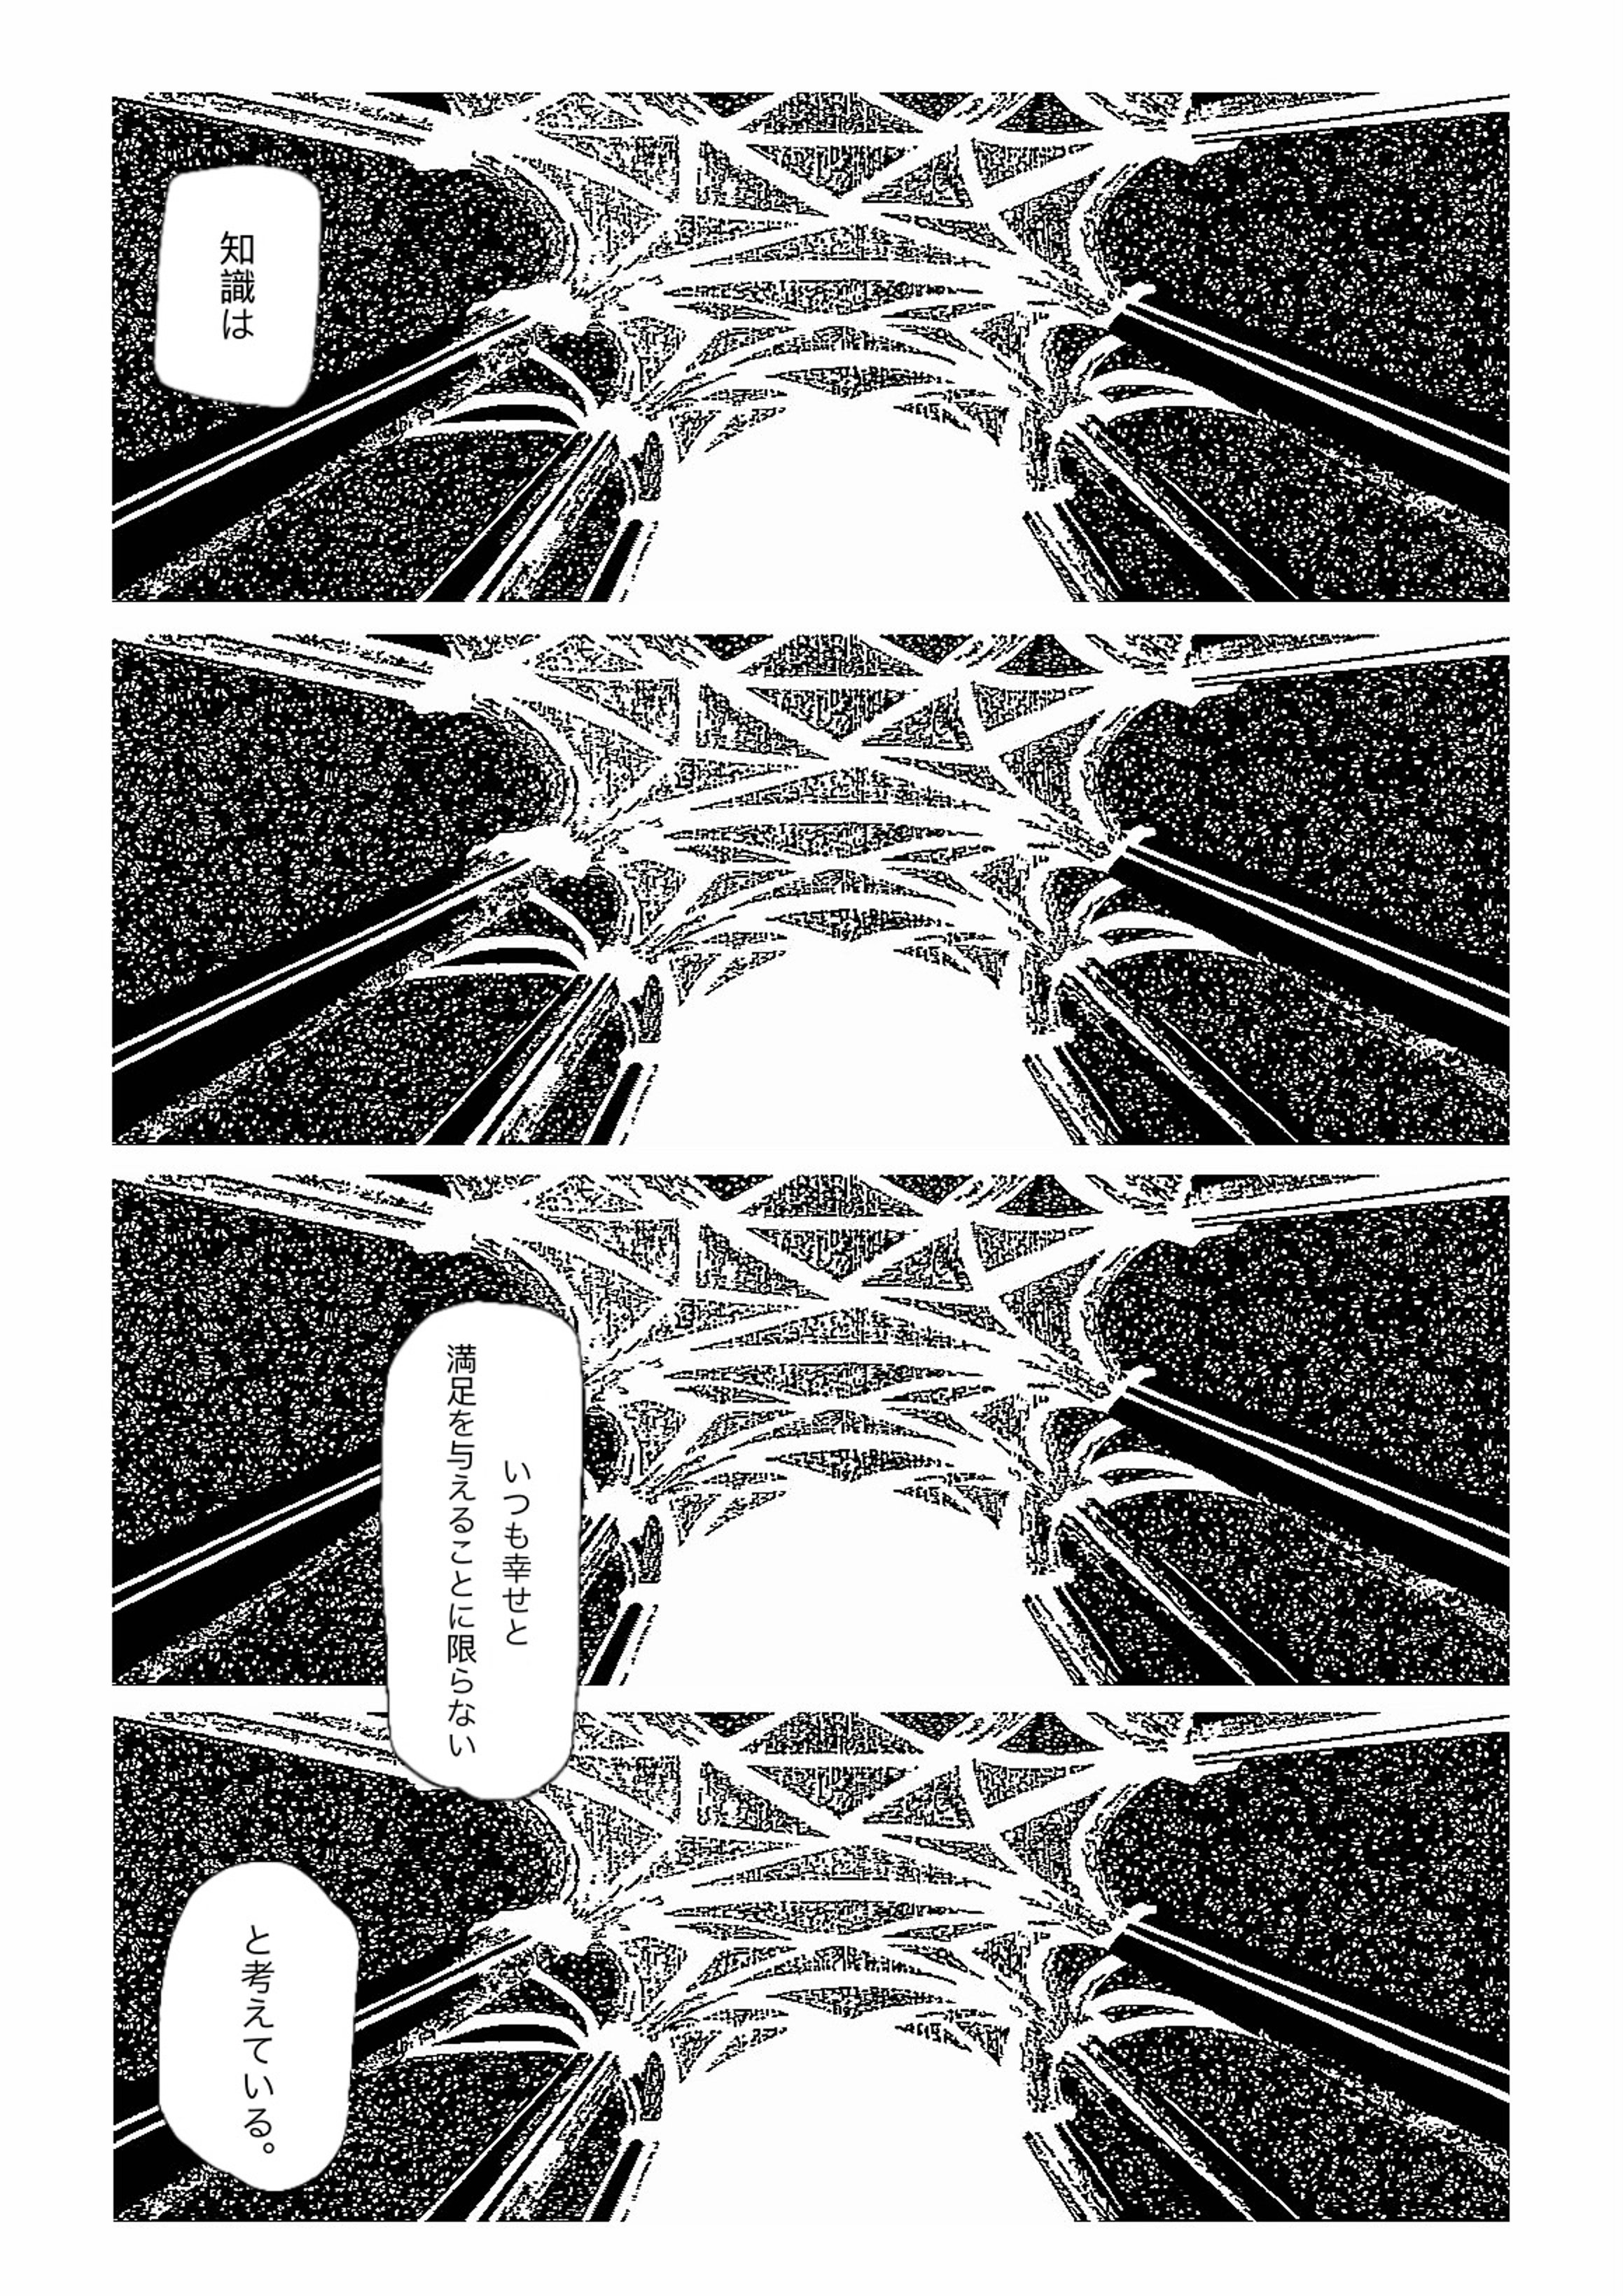 知識は
いつも幸せと
満足を与えることに限らない
と考えている。